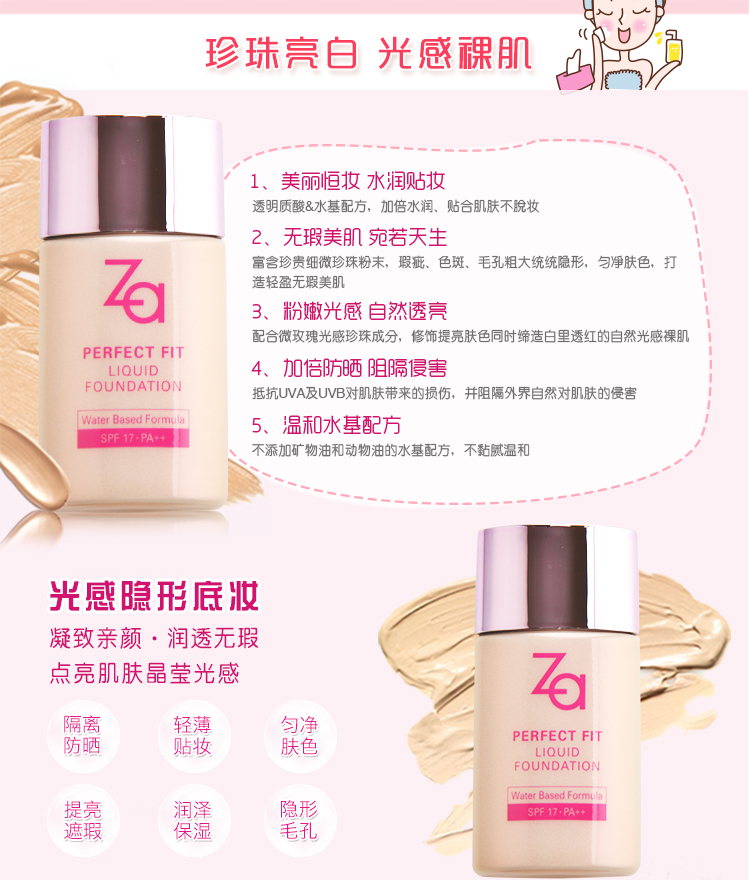 珍珠亮白 光感裸肌
1、美丽恒妆 水润贴妆
透明质酸&水基配方，加倍水润、贴合肌肤不脱妆
2、无瑕美肌 宛若天生
富含珍贵细微珍珠粉末，瑕疵、色斑、毛孔粗大统统隐形，匀净肤色，打
造轻盈无瑕美肌
3、粉嫩光感 自然透亮
配合微玫瑰光感珍珠成分，修饰提亮肤色同时缔造白里透红的自然光感裸肌
4、加倍防晒 阻隔侵害
抵抗UVA及UVB对肌肤带来的损伤，并阻隔外界自然对肌肤的侵害
5、温和水基配方
不添加矿物油和动物油的水基配方，不黏腻温和
Za
PERFECT FIT
LIQUID
FOUNDATION
Water Based Formula
SPF 17·PA++
光感隐形底妆
凝致亲颜·润透无瑕
点亮肌肤晶莹光感
隔离
防晒
轻薄
贴妆
匀净
肤色
提亮
遮瑕
润泽
保湿
隐形
毛孔
Za
PERFECT FIT
LIQUID
FOUNDATION
Water Based Formula
SPF 17·PA++